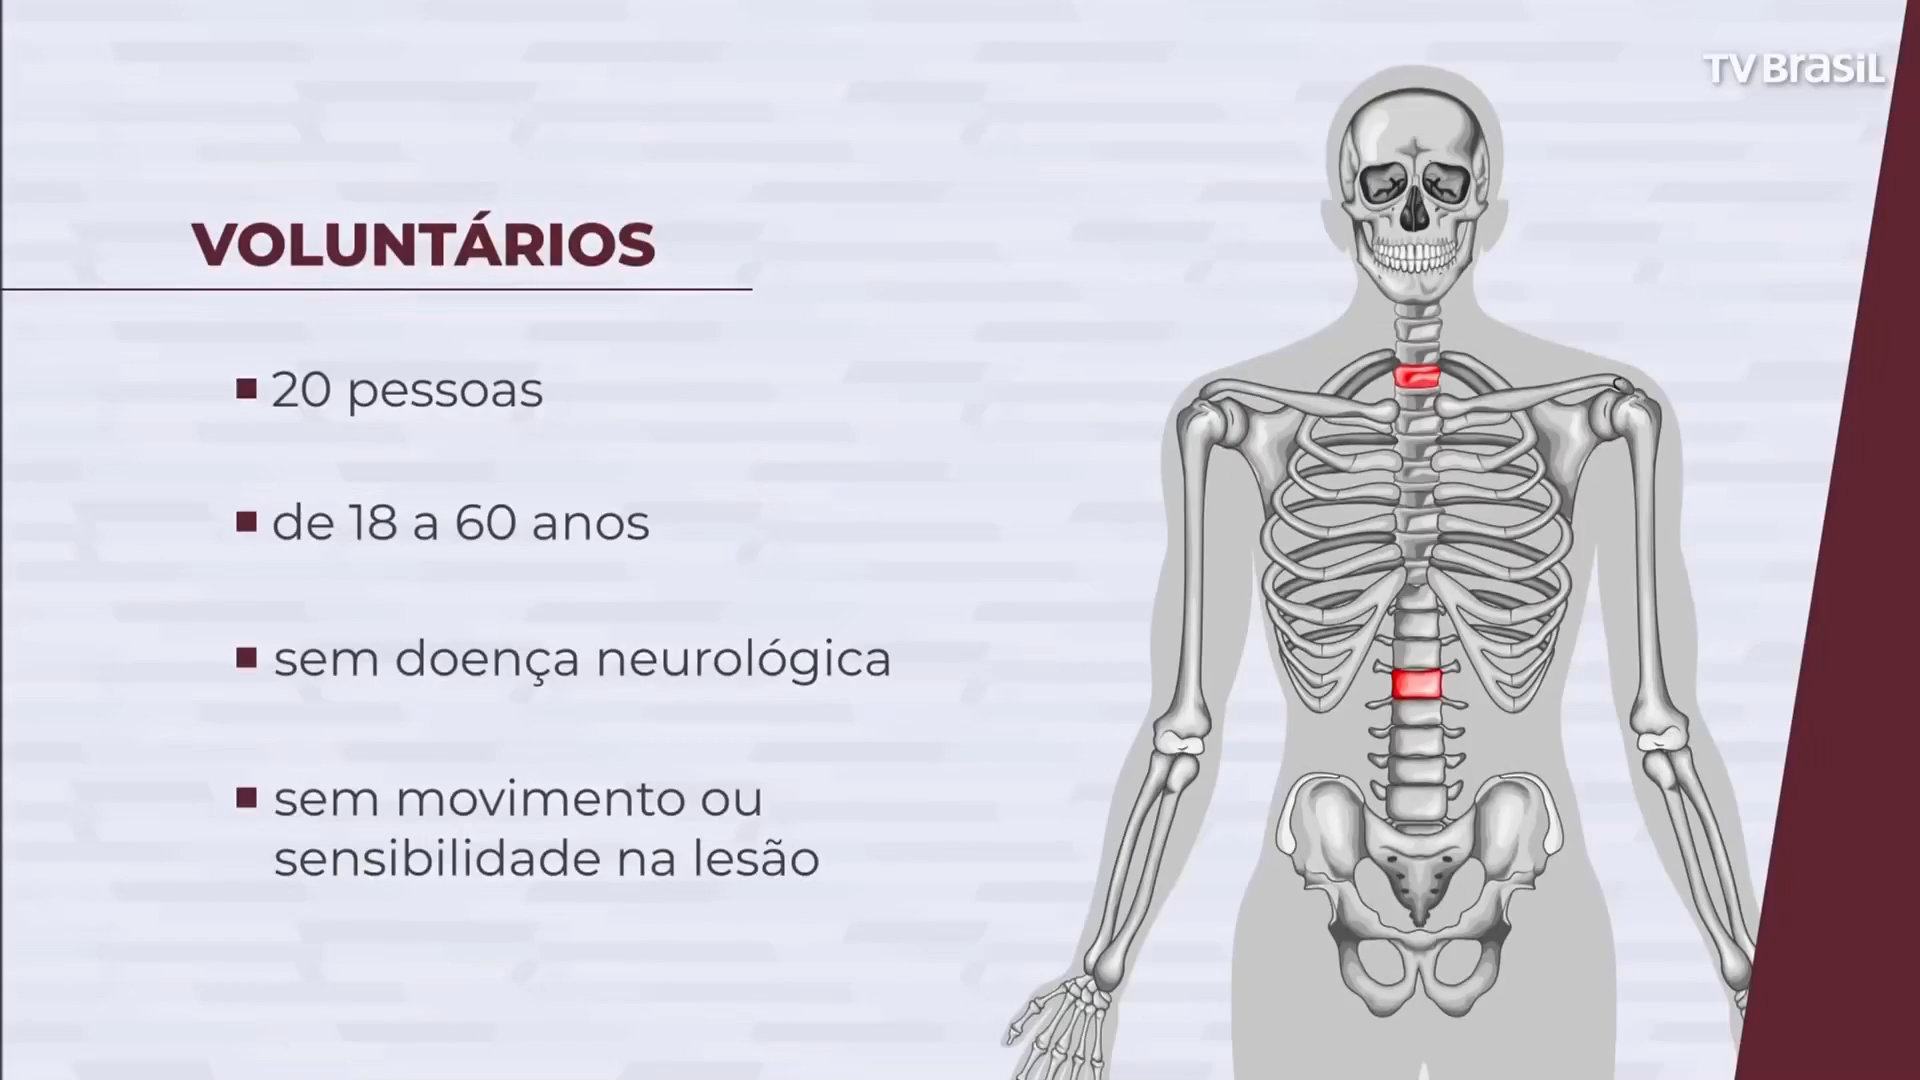 TV Brasil
VOLUNTÁRIOS
20 pessoas
de 18 a 60 anos
sem doença neurológica
sem movimento ou
sensibilidade na lesão